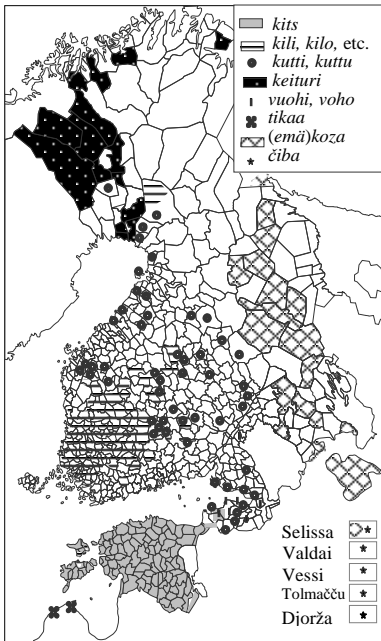 kits
kili, kilo, etc.
kutti, kuttu
keituri
vuohi, voho
tikaa
(emä)koza
čiba
Selissa
Valdai
Vessi
Tolmačču
Djorža